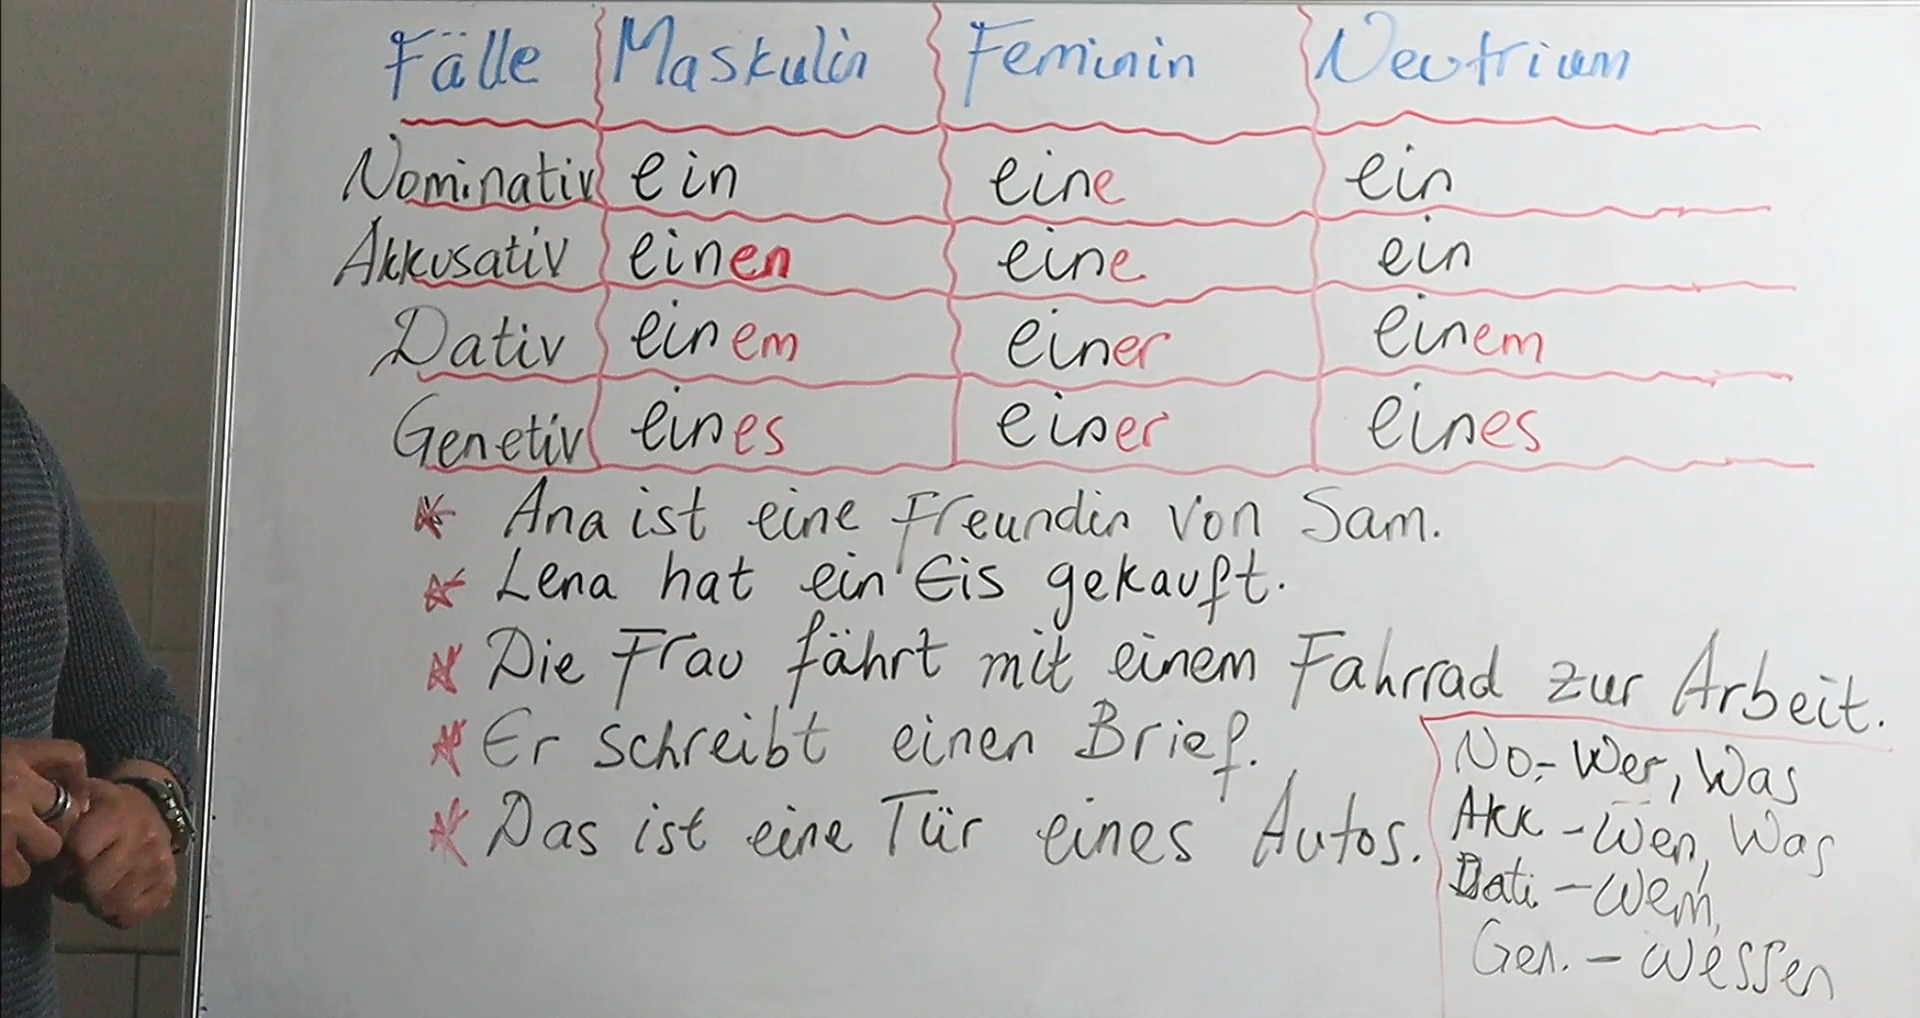 Fälle Maskulin Feminin Neutrium
Nominativ ein eine ein
Akkusativ einen eine ein
Dativ einem einer einem
Genetiv eines einer eines
* Ana ist eine Freundin von Sam.
* Lena hat ein Eis gekauft.
* Die Frau fährt mit einem Fahrrad zur Arbeit.
* Er schreibt einen Brief.
* Das ist eine Tür eines Autos.
No.- Wer, Was
Akk - Wen, Was
Dati - Wem,
Gen. - Wessen